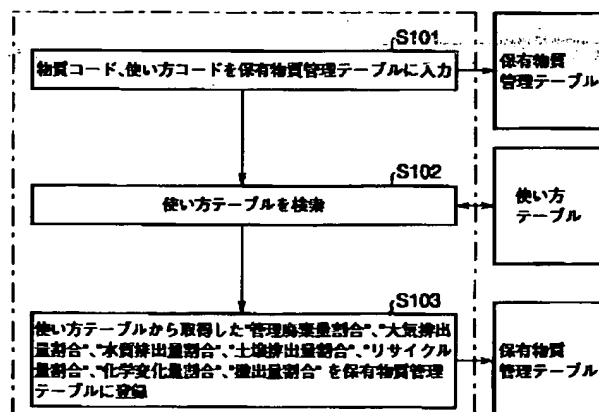 S101
物質コード、使い方コードを保有物質管理テーブルに入力
保有物質
管理テーブル
S102
使い方テーブルを検索
使い方
テーブル
S103
使い方テーブルから取得した"管理廃棄量割合"、"大気排出
量割合"、"水質排出量割合"、"土壌排出量割合"、"リサイクル
量割合"、"化学変化量割合"、"搬出量割合" を保有物質管理
テーブルに登録
保有物質
管理テーブル